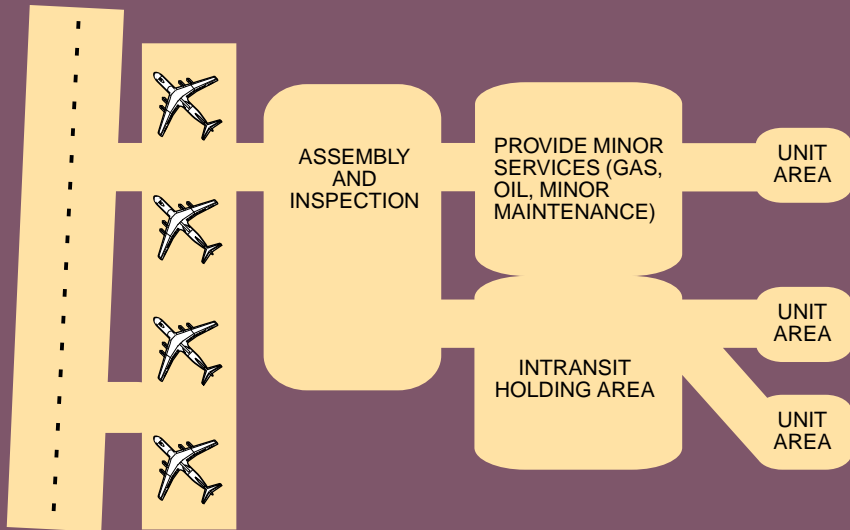 ASSEMBLY
AND
INSPECTION
PROVIDE MINOR
SERVICES (GAS,
OIL, MINOR
MAINTENANCE)
UNIT
AREA
UNIT
AREA
INTRANSIT
HOLDING AREA
UNIT
AREA